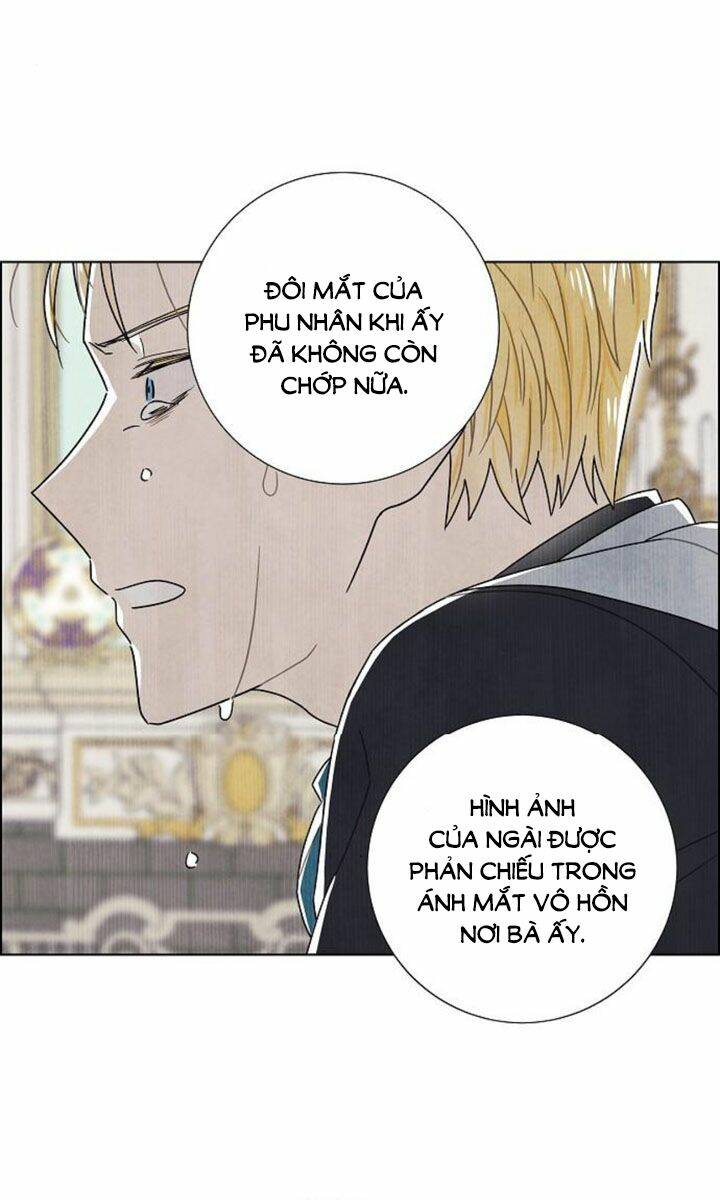 ĐÔI MẮT CỦA
PHU NHÂN KHI ẤY
ĐÃ KHÔNG CÒN
CHỚP NỮA.
HÌNH ẢNH
CỦA NGÀI ĐƯỢC
PHẢN CHIẾU TRONG
ÁNH MẮT VÔ HỒN
NƠI BÀ ẤY.